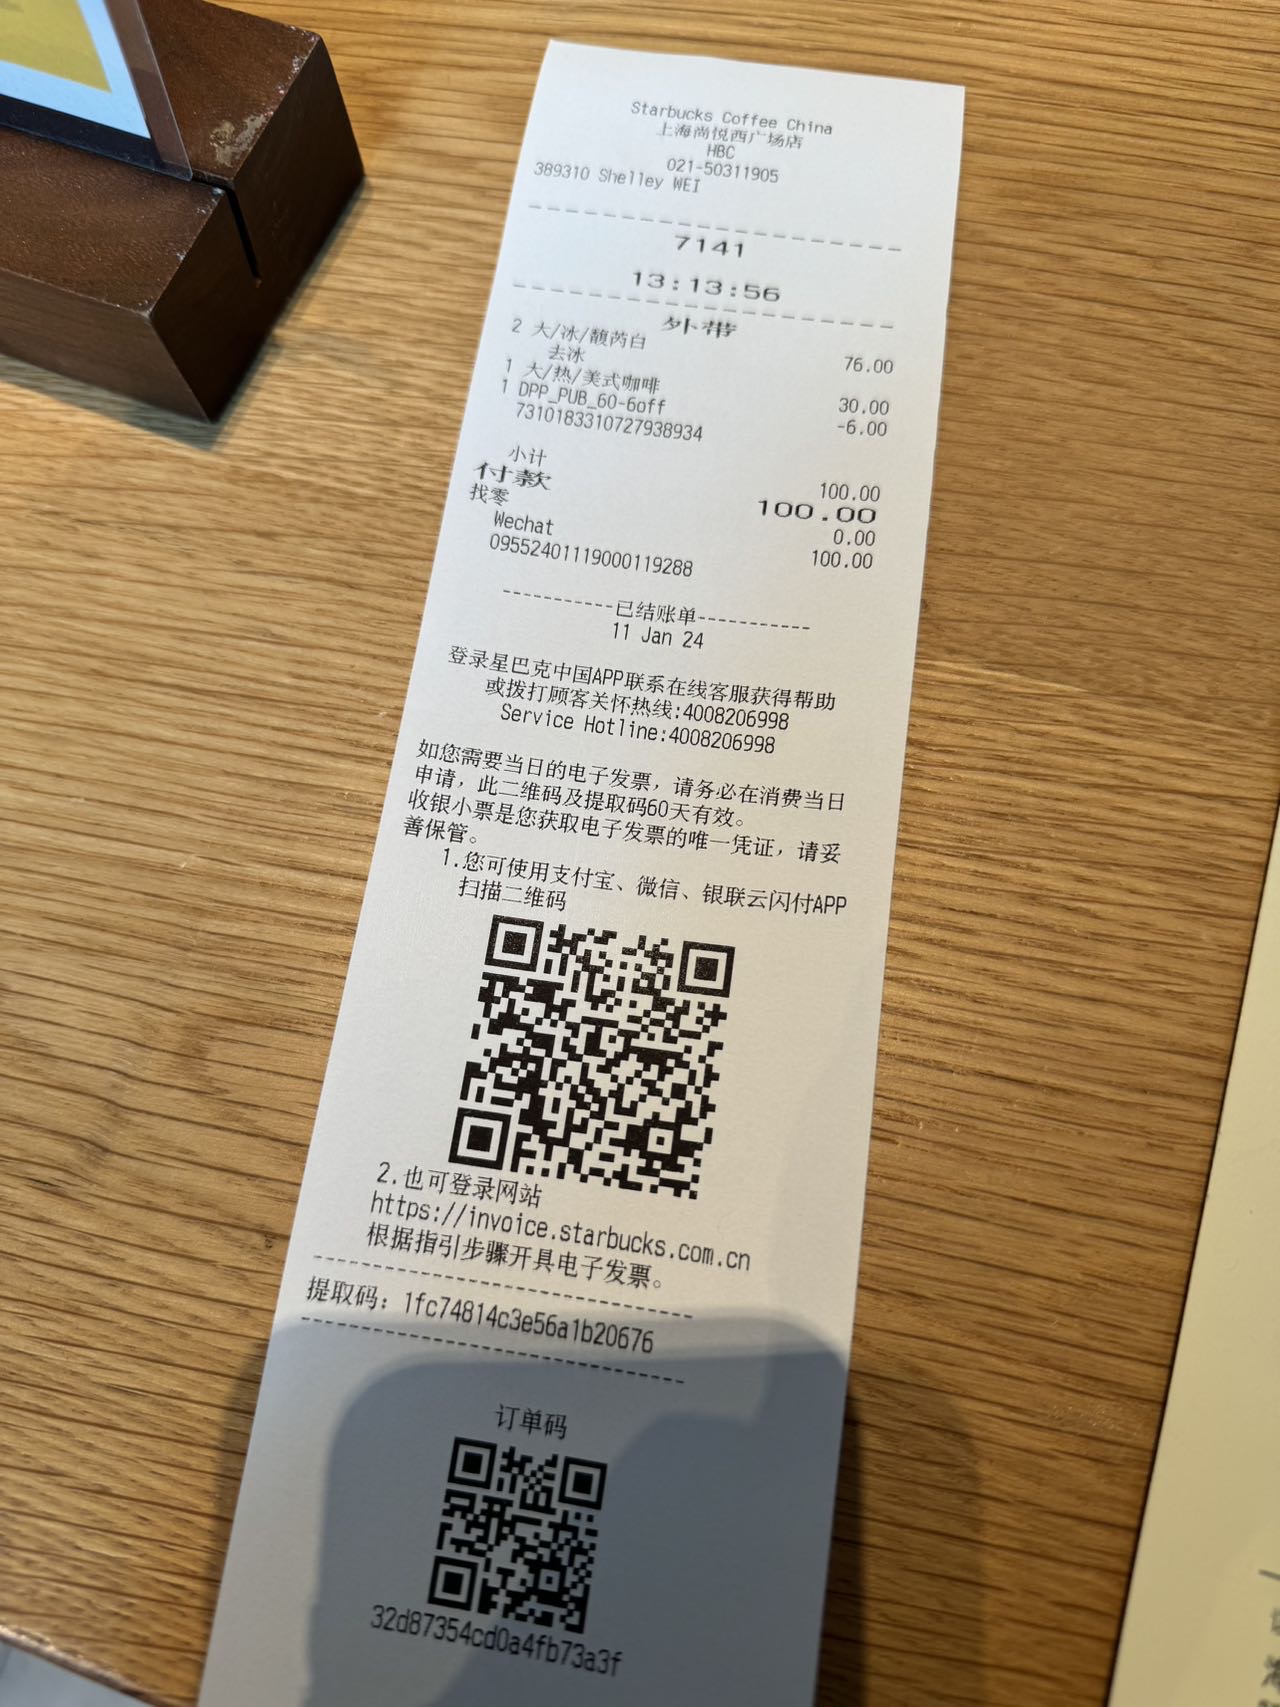 Starbucks Coffee China
上海尚悦西广场店
HBC
021-50311905
389310 Shelley WEI
7141
13:13:56
外带
2 大/冰/馥芮白 76.00
去冰
1 大/热/美式咖啡 30.00
1 DPP_PUB_60-6off -6.00
7310183310727938934
小计 100.00
付款 100.00
找零 0.00
Wechat 100.00
09552401119000119288
-----------已结账单-----------
11 Jan 24
登录星巴克中国APP联系在线客服获得帮助
或拨打顾客关怀热线:4008206998
Service Hotline:4008206998
如您需要当日的电子发票，请务必在消费当日
申请，此二维码及提取码60天有效。
收银小票是您获取电子发票的唯一凭证，请妥
善保管。
1.您可使用支付宝、微信、银联云闪付APP
扫描二维码
2.也可登录网站
https://invoice.starbucks.com.cn
根据指引步骤开具电子发票。
提取码：1fc74814c3e56a1b20676
订单码
32d87354cd0a4fb73a3f